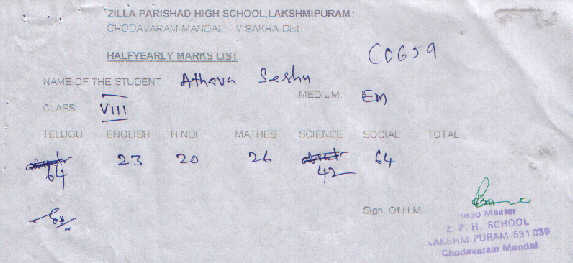 ZILLA PARISHAD HIGH SCHOOL, LAKSHMIPURAM
CHODAVARAM MANDAL VISAKHA Dist
HALFYEARLY MARKS LIST
CCG59
NAME OF THE STUDENT Athava Seshu
MEDIUM EM
CLASS VIII
TELUGU ENGLISH HINDI MATHES SCIENCE SOCIAL TOTAL
64 23 20 26 42 64
Sign. Of H.M.
Head Master
Z. P. H. SCHOOL
LAKSHMIPURAM-531 036
Chodavaram Mandal